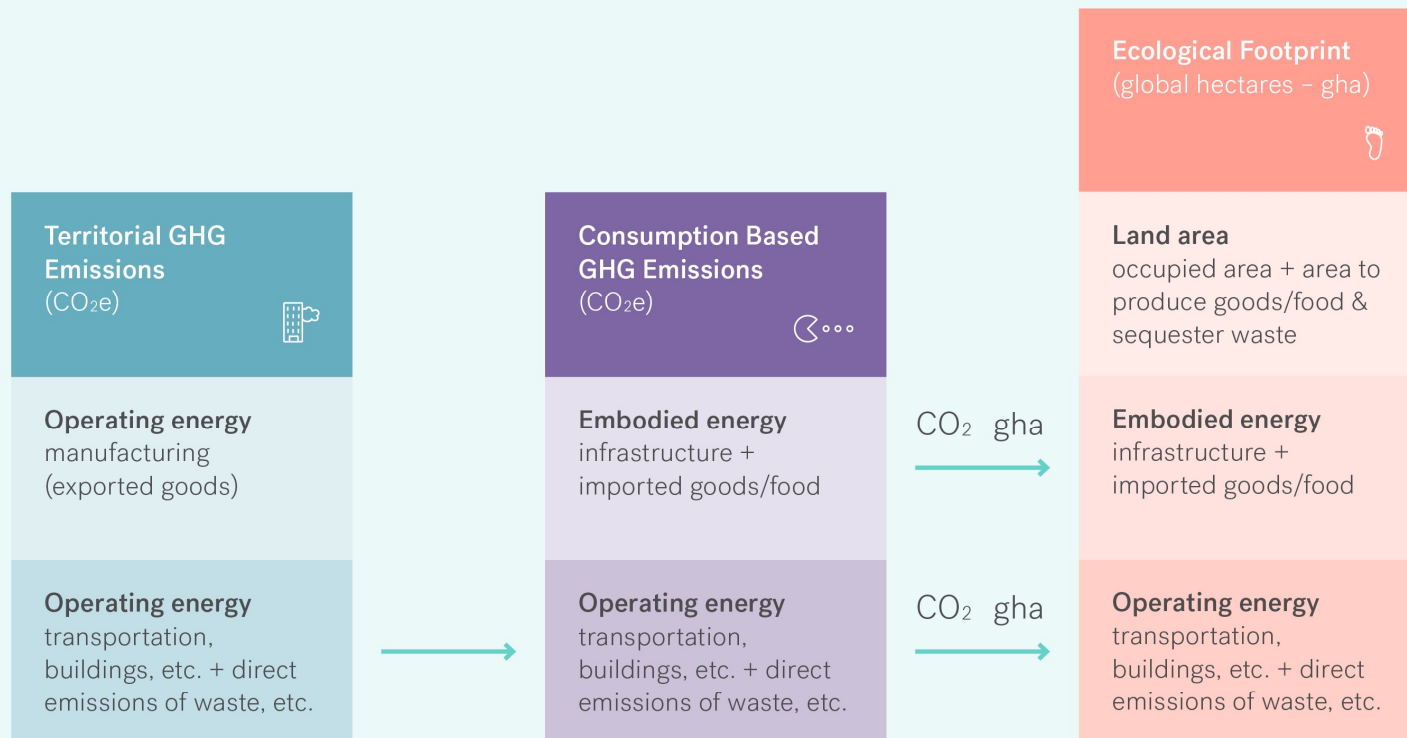 Territorial GHG
Emissions
(CO₂e)
Operating energy
manufacturing
(exported goods)
Operating energy
transportation,
buildings, etc. + direct
emissions of waste, etc.
Consumption Based
GHG Emissions
(CO₂e)
Embodied energy
infrastructure +
imported goods/food
Operating energy
transportation,
buildings, etc. + direct
emissions of waste, etc.
CO₂ gha
CO₂ gha
Ecological Footprint
(global hectares – gha)
Land area
occupied area + area to
produce goods/food &
sequester waste
Embodied energy
infrastructure +
imported goods/food
Operating energy
transportation,
buildings, etc. + direct
emissions of waste, etc.